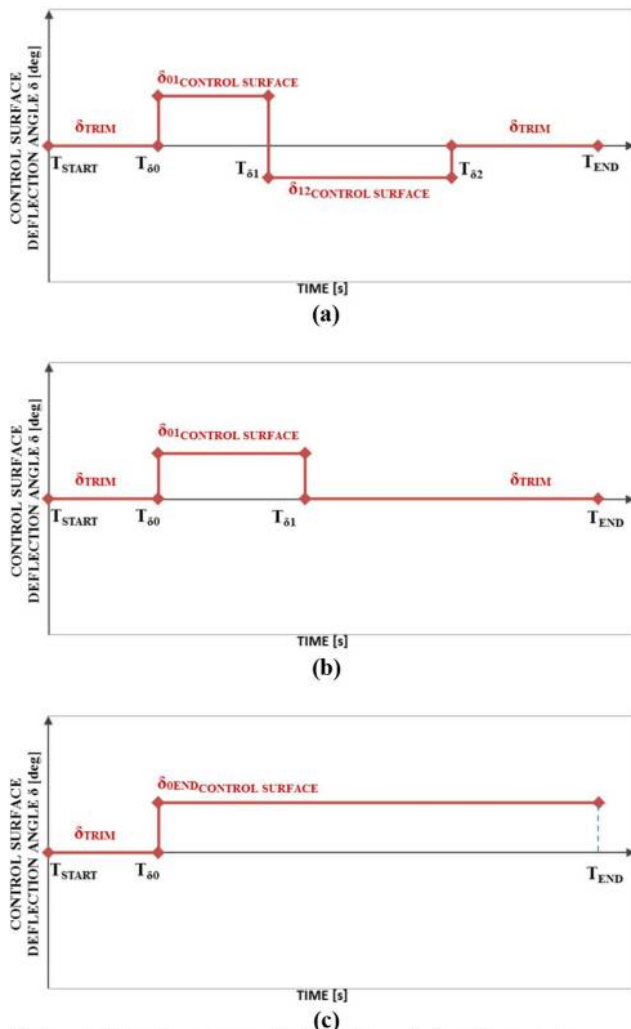 CONTROL SURFACE
DEFLECTION ANGLE δ [deg]
δ01CONTROL SURFACE
δTRIM
δTRIM
TSTART
Tδ0
Tδ1
Tδ2
TEND
δ12CONTROL SURFACE
TIME [s]
(a)
CONTROL SURFACE
DEFLECTION ANGLE δ [deg]
δ01CONTROL SURFACE
δTRIM
δTRIM
TSTART
Tδ0
Tδ1
TEND
TIME [s]
(b)
CONTROL SURFACE
DEFLECTION ANGLE δ [deg]
δ0ENDCONTROL SURFACE
δTRIM
TSTART
Tδ0
TEND
TIME [s]
(c)